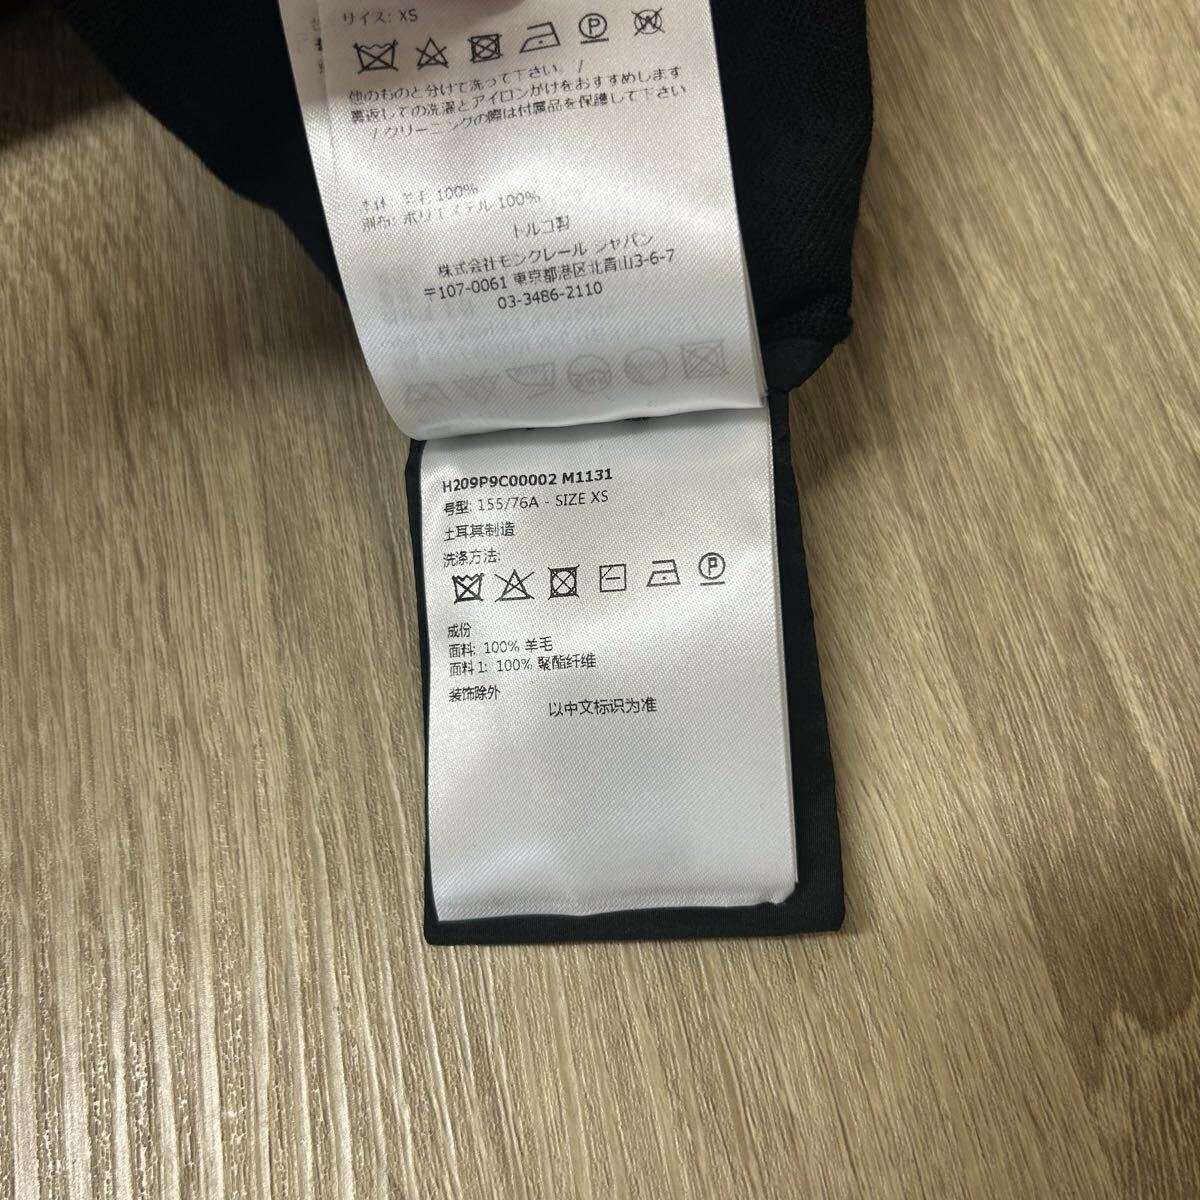 サイズ: XS
他のものと分けて洗って下さい。 /
裏返しての洗濯とアイロンがけをおすすめします
/ クリーニングの際は付属品を保護して下さい
本体: 羊毛 100%
別布: ポリエステル 100%
トルコ製
株式会社モンクレール ジャパン
〒107-0061 東京都港区北青山3-6-7
03-3486-2110
H209P9C00002 M1131
号型: 155/76A - SIZE XS
土耳其制造
洗涤方法:
成份
面料: 100% 羊毛
面料 1: 100% 聚酯纤维
装饰除外
以中文标识为准